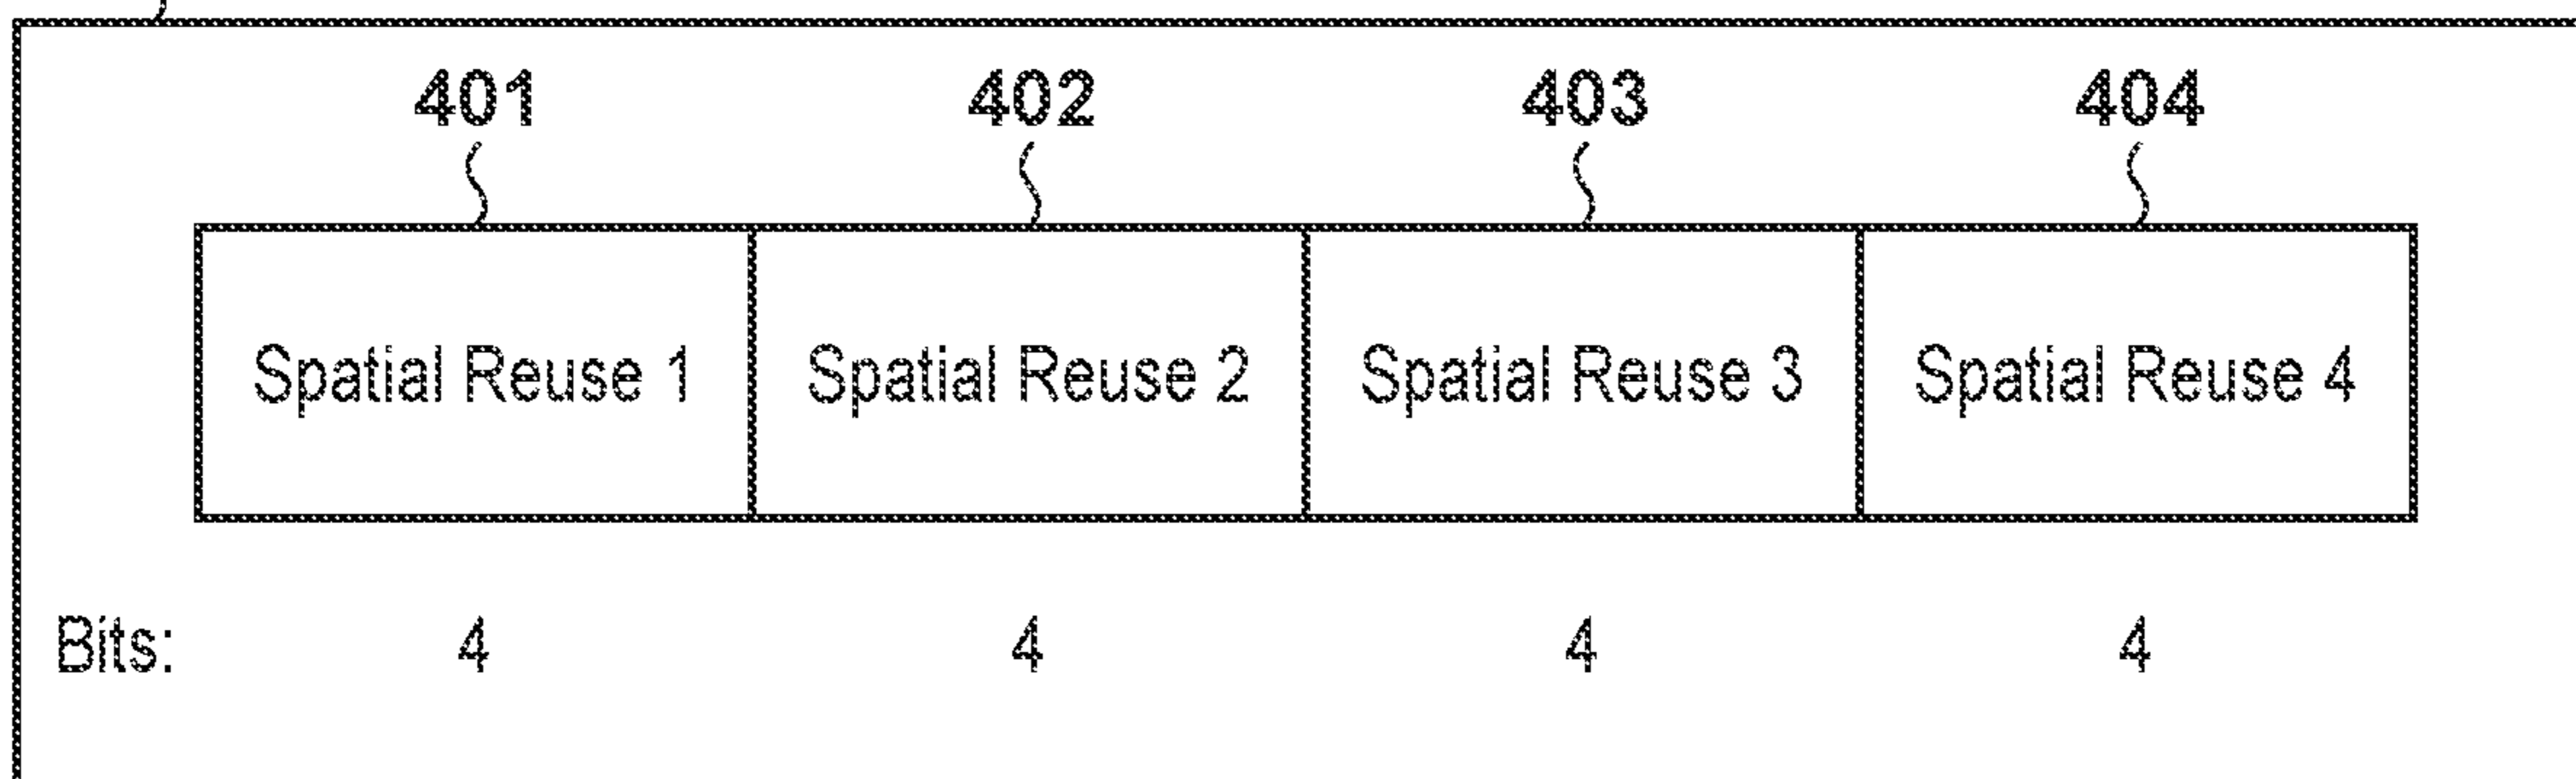 401 402 403 404
Spatial Reuse 1 Spatial Reuse 2 Spatial Reuse 3 Spatial Reuse 4
Bits: 4 4 4 4